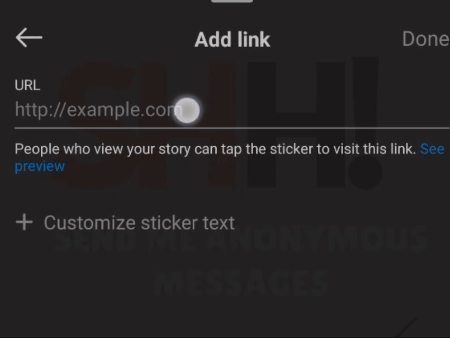 Add link
Done
URL
http://example.com
People who view your story can tap the sticker to visit this link. See
preview
+ Customize sticker text
SHH!
SEND ME ANONYMOUS
MESSAGES